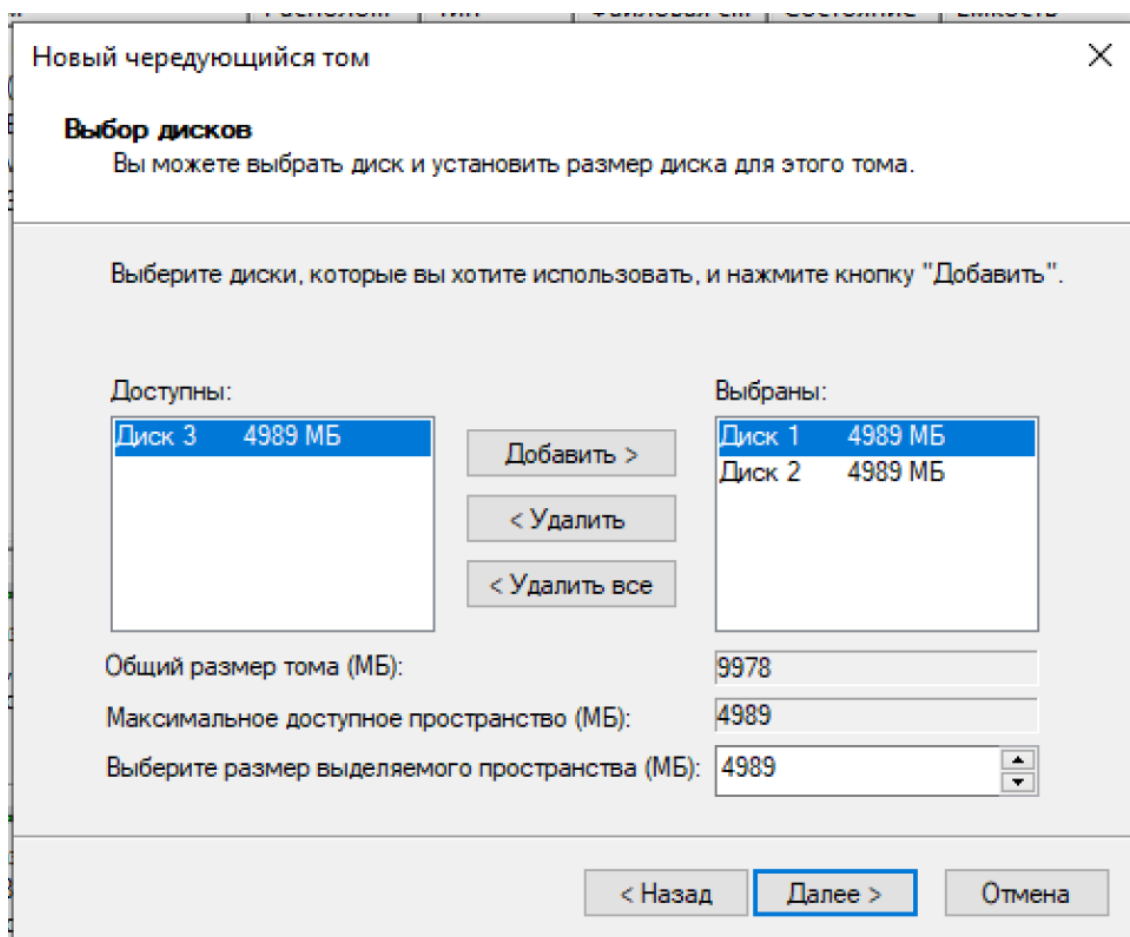 Новый чередующийся том
Выбор дисков
Вы можете выбрать диск и установить размер диска для этого тома.
Выберите диски, которые вы хотите использовать, и нажмите кнопку "Добавить".
Доступны:
Выбраны:
Диск 3 4989 МБ
Диск 1 4989 МБ
Диск 2 4989 МБ
Добавить >
< Удалить
< Удалить все
Общий размер тома (МБ): 9978
Максимальное доступное пространство (МБ): 4989
Выберите размер выделяемого пространства (МБ): 4989
< Назад Далее > Отмена